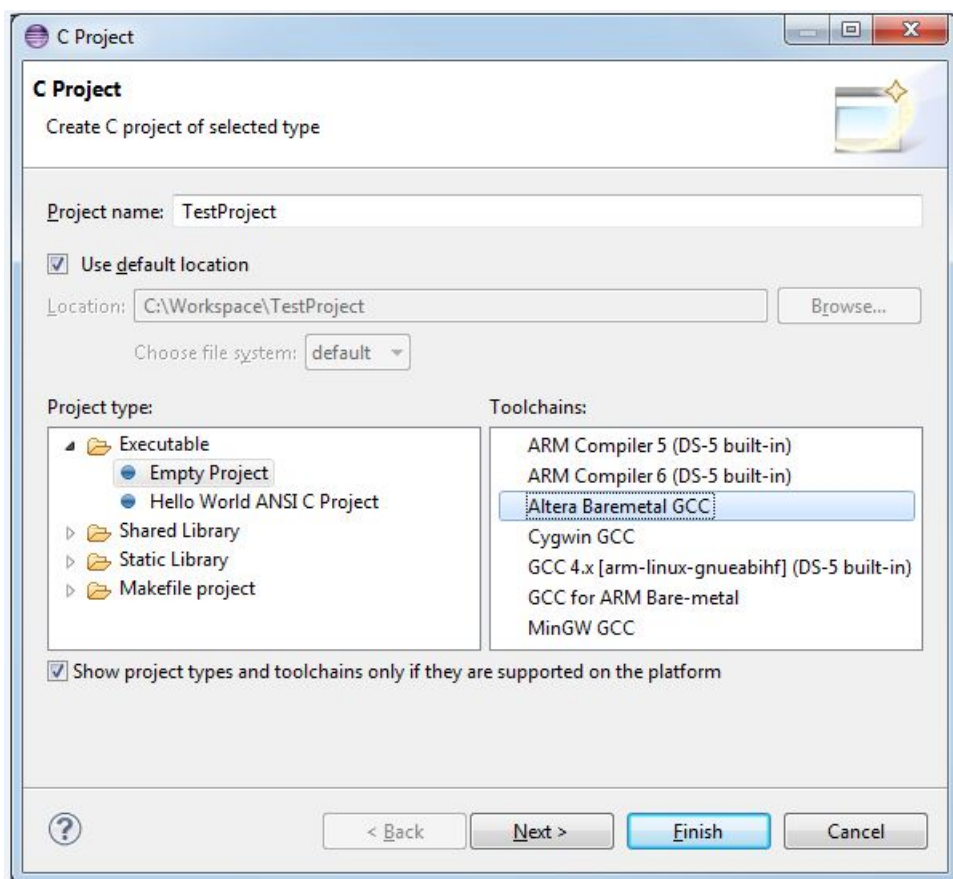 C Project
C Project
Create C project of selected type
Project name: TestProject
Use default location
Location: C:\Workspace\TestProject Browse...
Choose file system: default
Project type: Toolchains:
Executable
Empty Project
Hello World ANSI C Project
Shared Library
Static Library
Makefile project
ARM Compiler 5 (DS-5 built-in)
ARM Compiler 6 (DS-5 built-in)
Altera Baremetal GCC
Cygwin GCC
GCC 4.x [arm-linux-gnueabihf] (DS-5 built-in)
GCC for ARM Bare-metal
MinGW GCC
Show project types and toolchains only if they are supported on the platform
? < Back Next > Finish Cancel